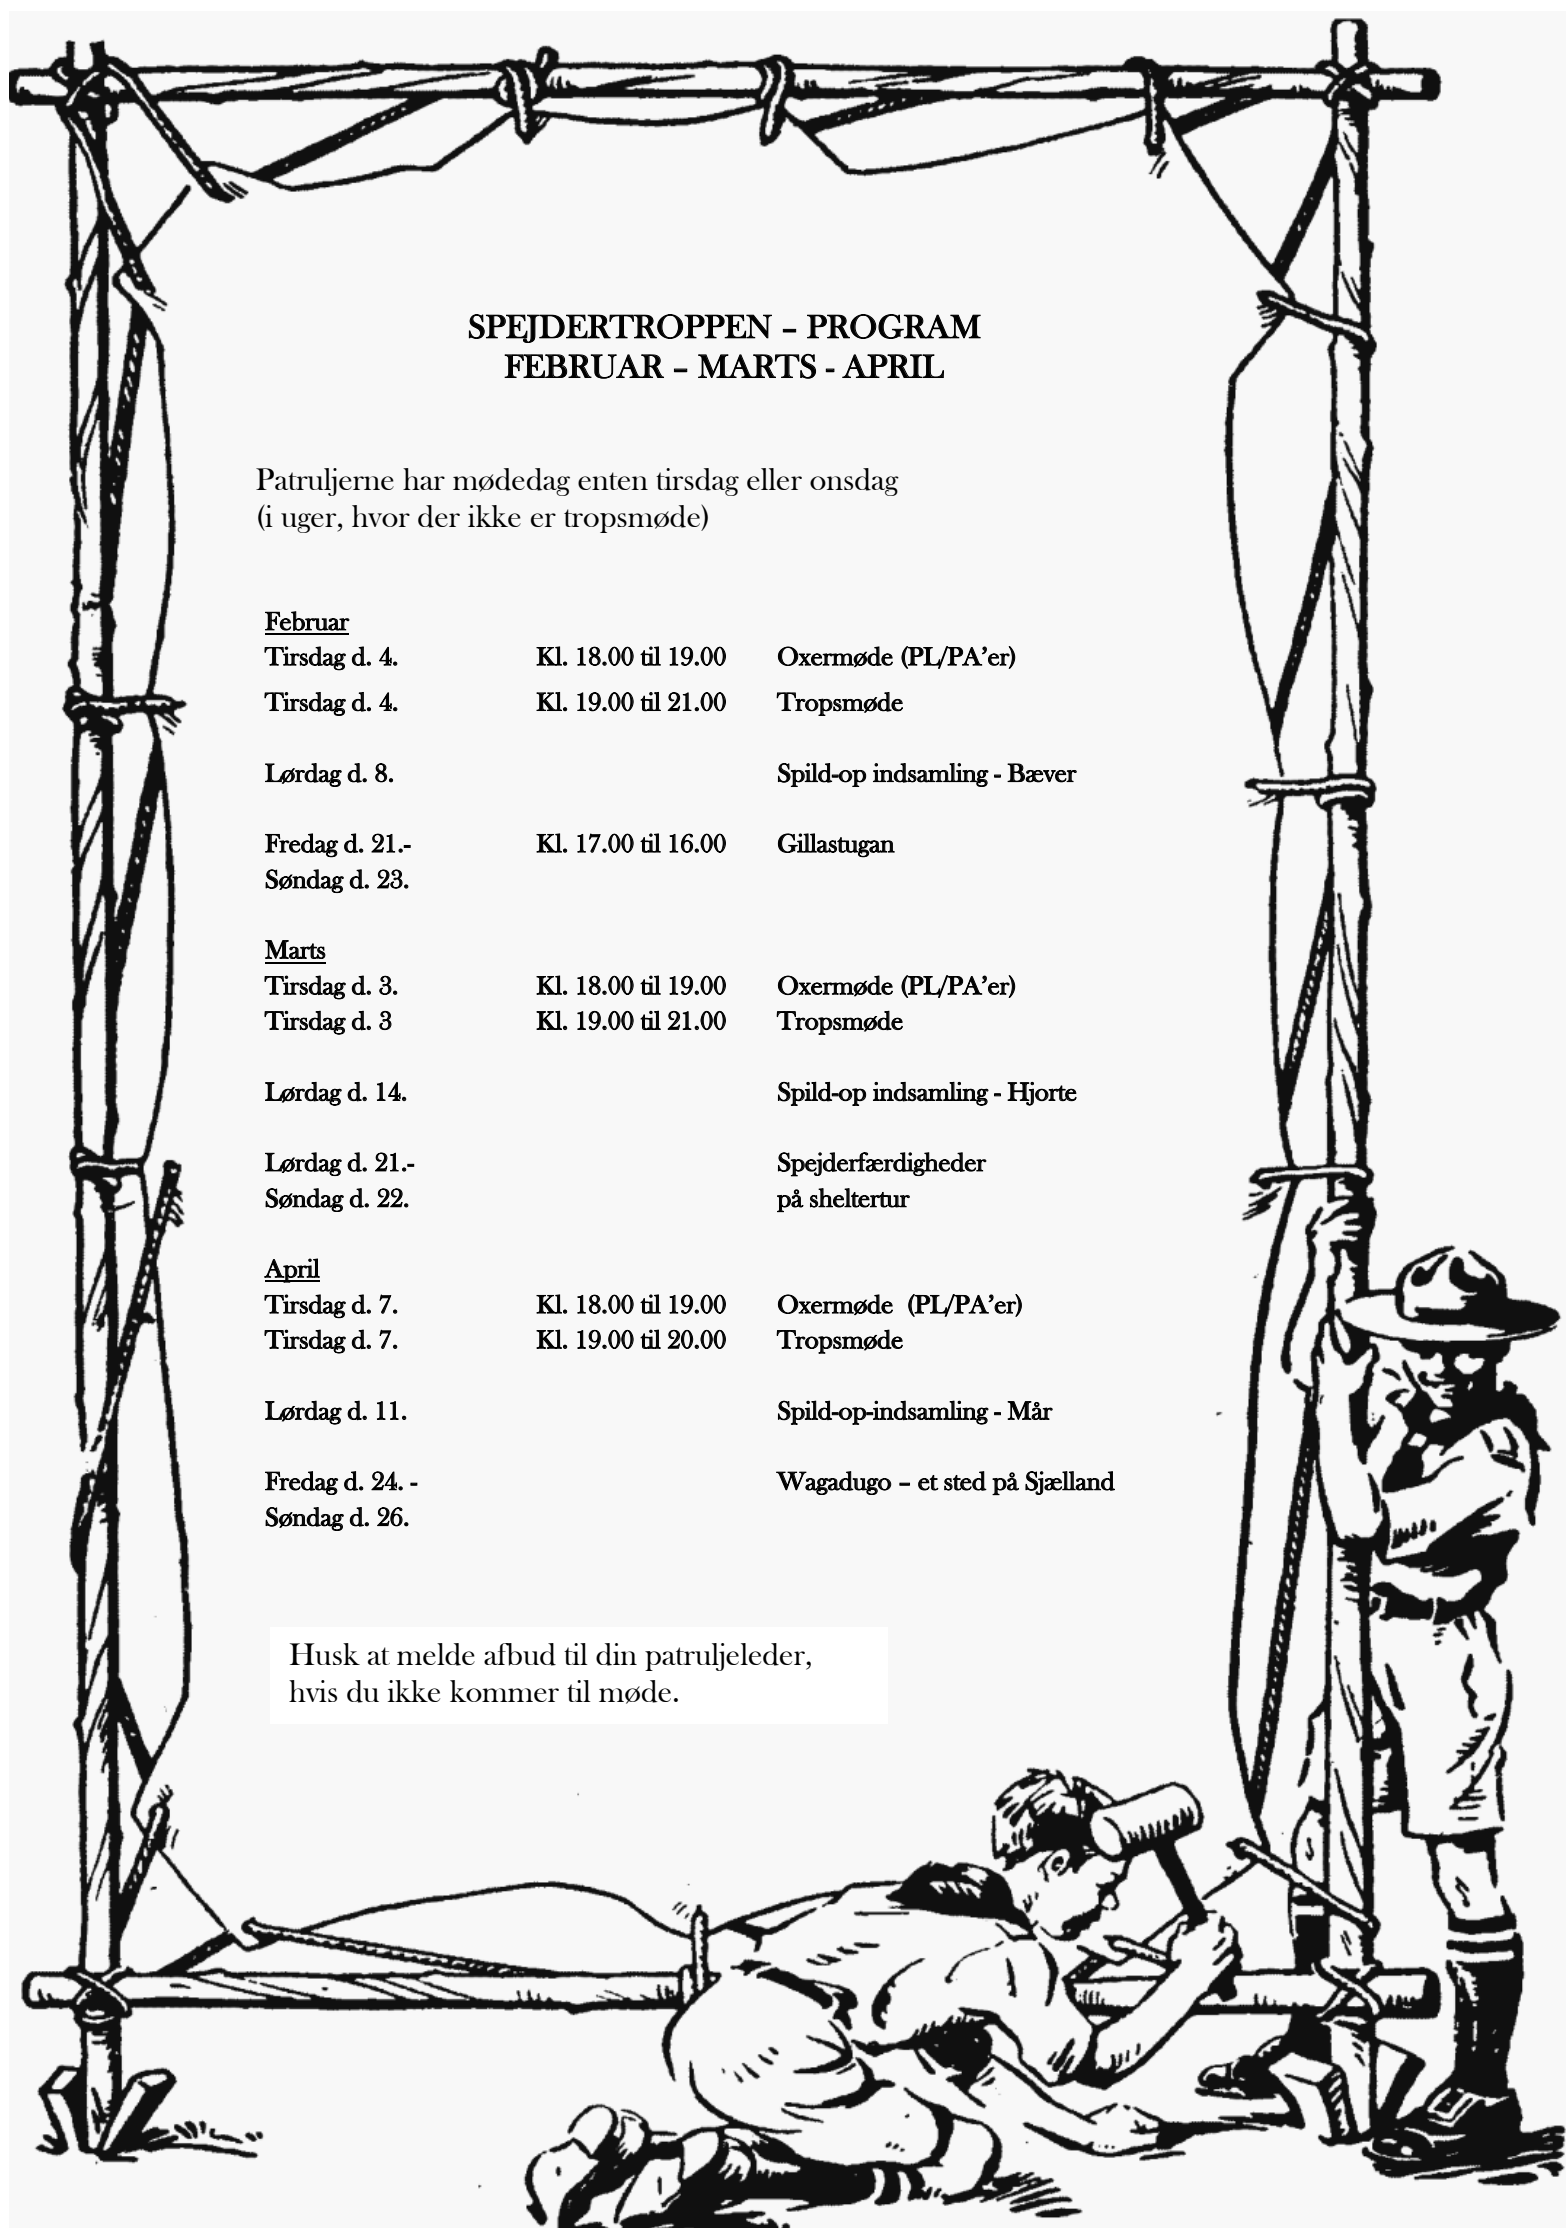 SPEJDERTROPPEN – PROGRAM
FEBRUAR – MARTS - APRIL
Patruljerne har mødedag enten tirsdag eller onsdag
(i uger, hvor der ikke er tropsmøde)
Februar
Tirsdag d. 4. Kl. 18.00 til 19.00 Oxermøde (PL/PA’er)
Tirsdag d. 4. Kl. 19.00 til 21.00 Tropsmøde
Lørdag d. 8. Spild-op indsamling - Bæver
Fredag d. 21.- Kl. 17.00 til 16.00 Gillastugan
Søndag d. 23.
Marts
Tirsdag d. 3. Kl. 18.00 til 19.00 Oxermøde (PL/PA’er)
Tirsdag d. 3 Kl. 19.00 til 21.00 Tropsmøde
Lørdag d. 14. Spild-op indsamling - Hjorte
Lørdag d. 21.- Spejderfærdigheder
Søndag d. 22. på sheltertur
April
Tirsdag d. 7. Kl. 18.00 til 19.00 Oxermøde (PL/PA’er)
Tirsdag d. 7. Kl. 19.00 til 20.00 Tropsmøde
Lørdag d. 11. Spild-op-indsamling - Mår
Fredag d. 24. - Wagadugo – et sted på Sjælland
Søndag d. 26.
Husk at melde afbud til din patruljeleder,
hvis du ikke kommer til møde.